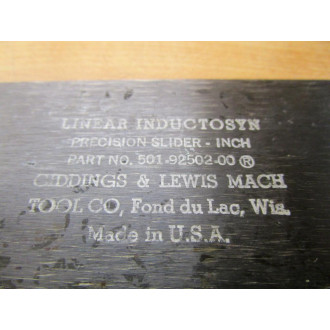 LINEAR INDUCTOSYN
PRECISION SLIDER - INCH
PART NO. 501-92502-00 ®
GIDDINGS & LEWIS MACH
TOOL CO, Fond du Lac, Wis.
Made in U.S.A.